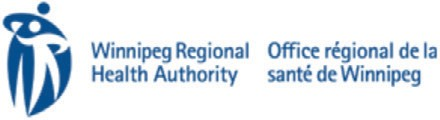 Winnipeg Regional
Health Authority
Office régional de la
santé de Winnipeg